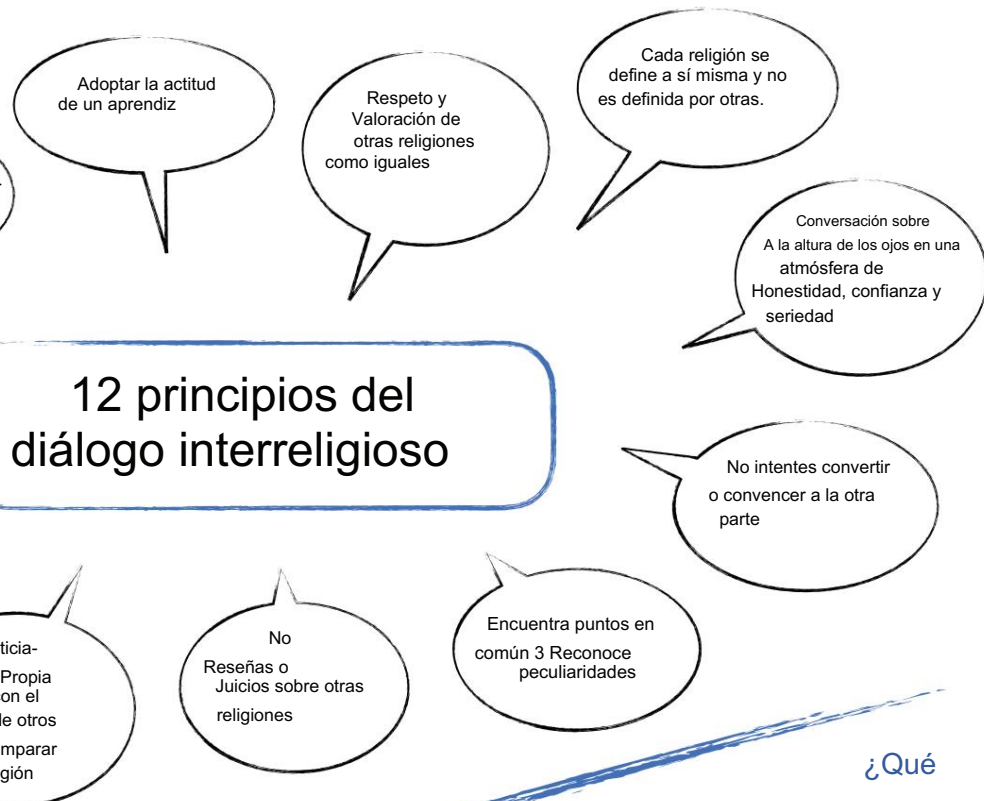 Adoptar la actitud
de un aprendiz
Respeto y
Valoración de
otras religiones
como iguales
Cada religión se
define a sí misma y no
es definida por otras.
Conversación sobre
A la altura de los ojos en una
atmósfera de
Honestidad, confianza y
seriedad
12 principios del
diálogo interreligioso
No intentes convertir
o convencer a la otra
parte
Encuentra puntos en
común 3 Reconoce
peculiaridades
No
Reseñas o
Juicios sobre otras
religiones
ticia-
Propia
on el
de otros
mparar
gión
¿Qué